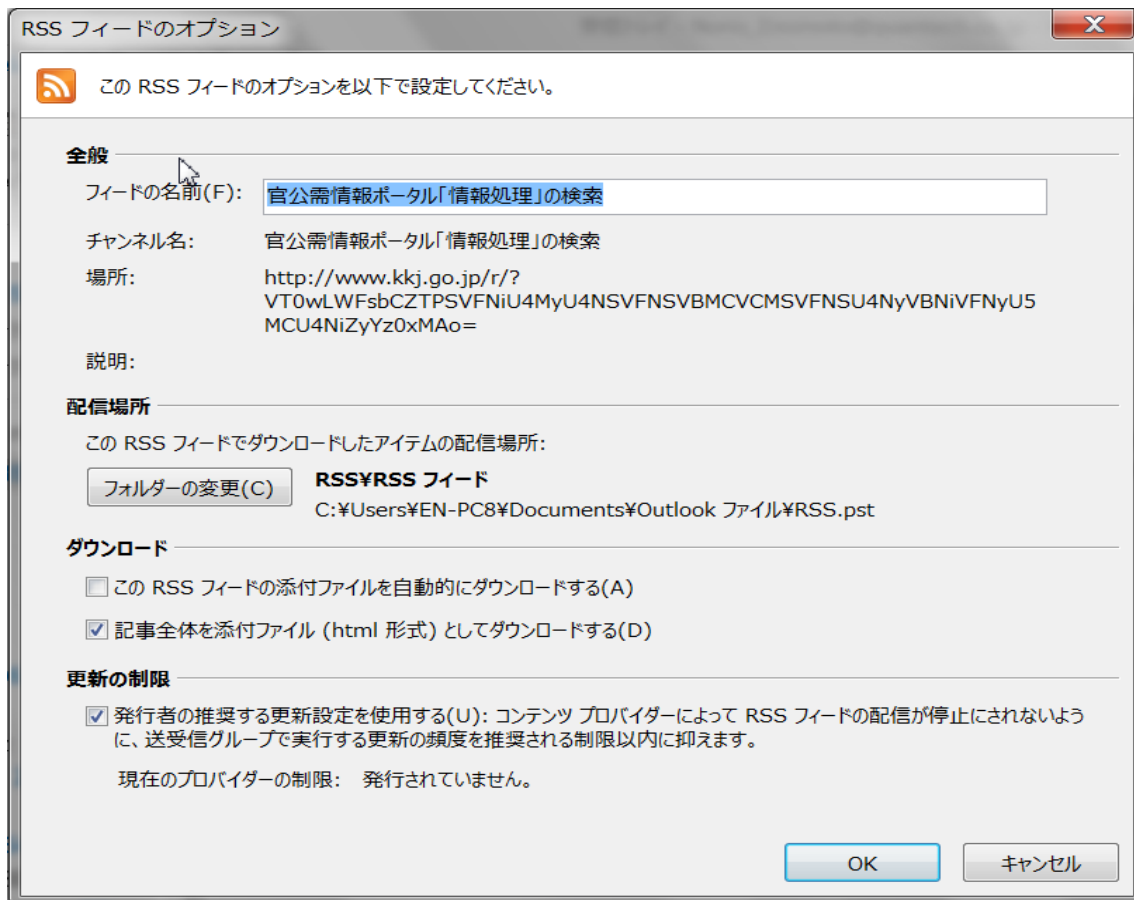 RSS フィードのオプション
この RSS フィードのオプションを以下で設定してください。
全般
フィードの名前(F):
官公需情報ポータル「情報処理」の検索
チャンネル名:
官公需情報ポータル「情報処理」の検索
場所:
http://www.kkj.go.jp/r/?
VT0wLWFsbCZTPSVFNiU4MyU4NSVFNSVBMCVCMSVFNSU4NyVBNiVFNyU5
MCU4NiZyYz0xMAo=
説明:
配信場所
この RSS フィードでダウンロードしたアイテムの配信場所:
フォルダーの変更(C)
RSS¥RSS フィード
C:¥Users¥EN-PC8¥Documents¥Outlook ファイル¥RSS.pst
ダウンロード
この RSS フィードの添付ファイルを自動的にダウンロードする(A)
記事全体を添付ファイル (html 形式) としてダウンロードする(D)
更新の制限
発行者の推奨する更新設定を使用する(U): コンテンツ プロバイダーによって RSS フィードの配信が停止にされないよう
に、送受信グループで実行する更新の頻度を推奨される制限以内に抑えます。
現在のプロバイダーの制限: 発行されていません。
OK
キャンセル